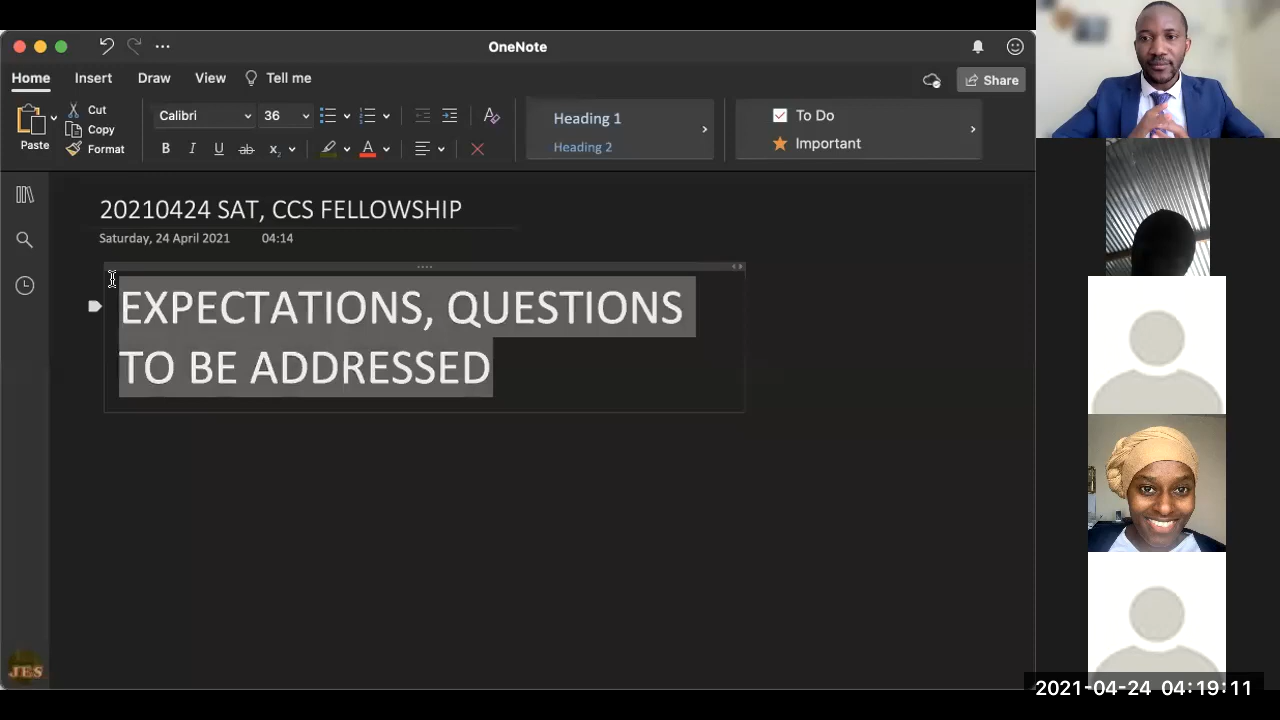 OneNote
Home Insert Draw View Tell me
Share
Paste
Cut
Copy
Format
Calibri 36
B I U ab x₂ A
Heading 1
Heading 2
To Do
Important
20210424 SAT, CCS FELLOWSHIP
Saturday, 24 April 2021 04:14
EXPECTATIONS, QUESTIONS
TO BE ADDRESSED
JES
2021-04-24 04:19:11